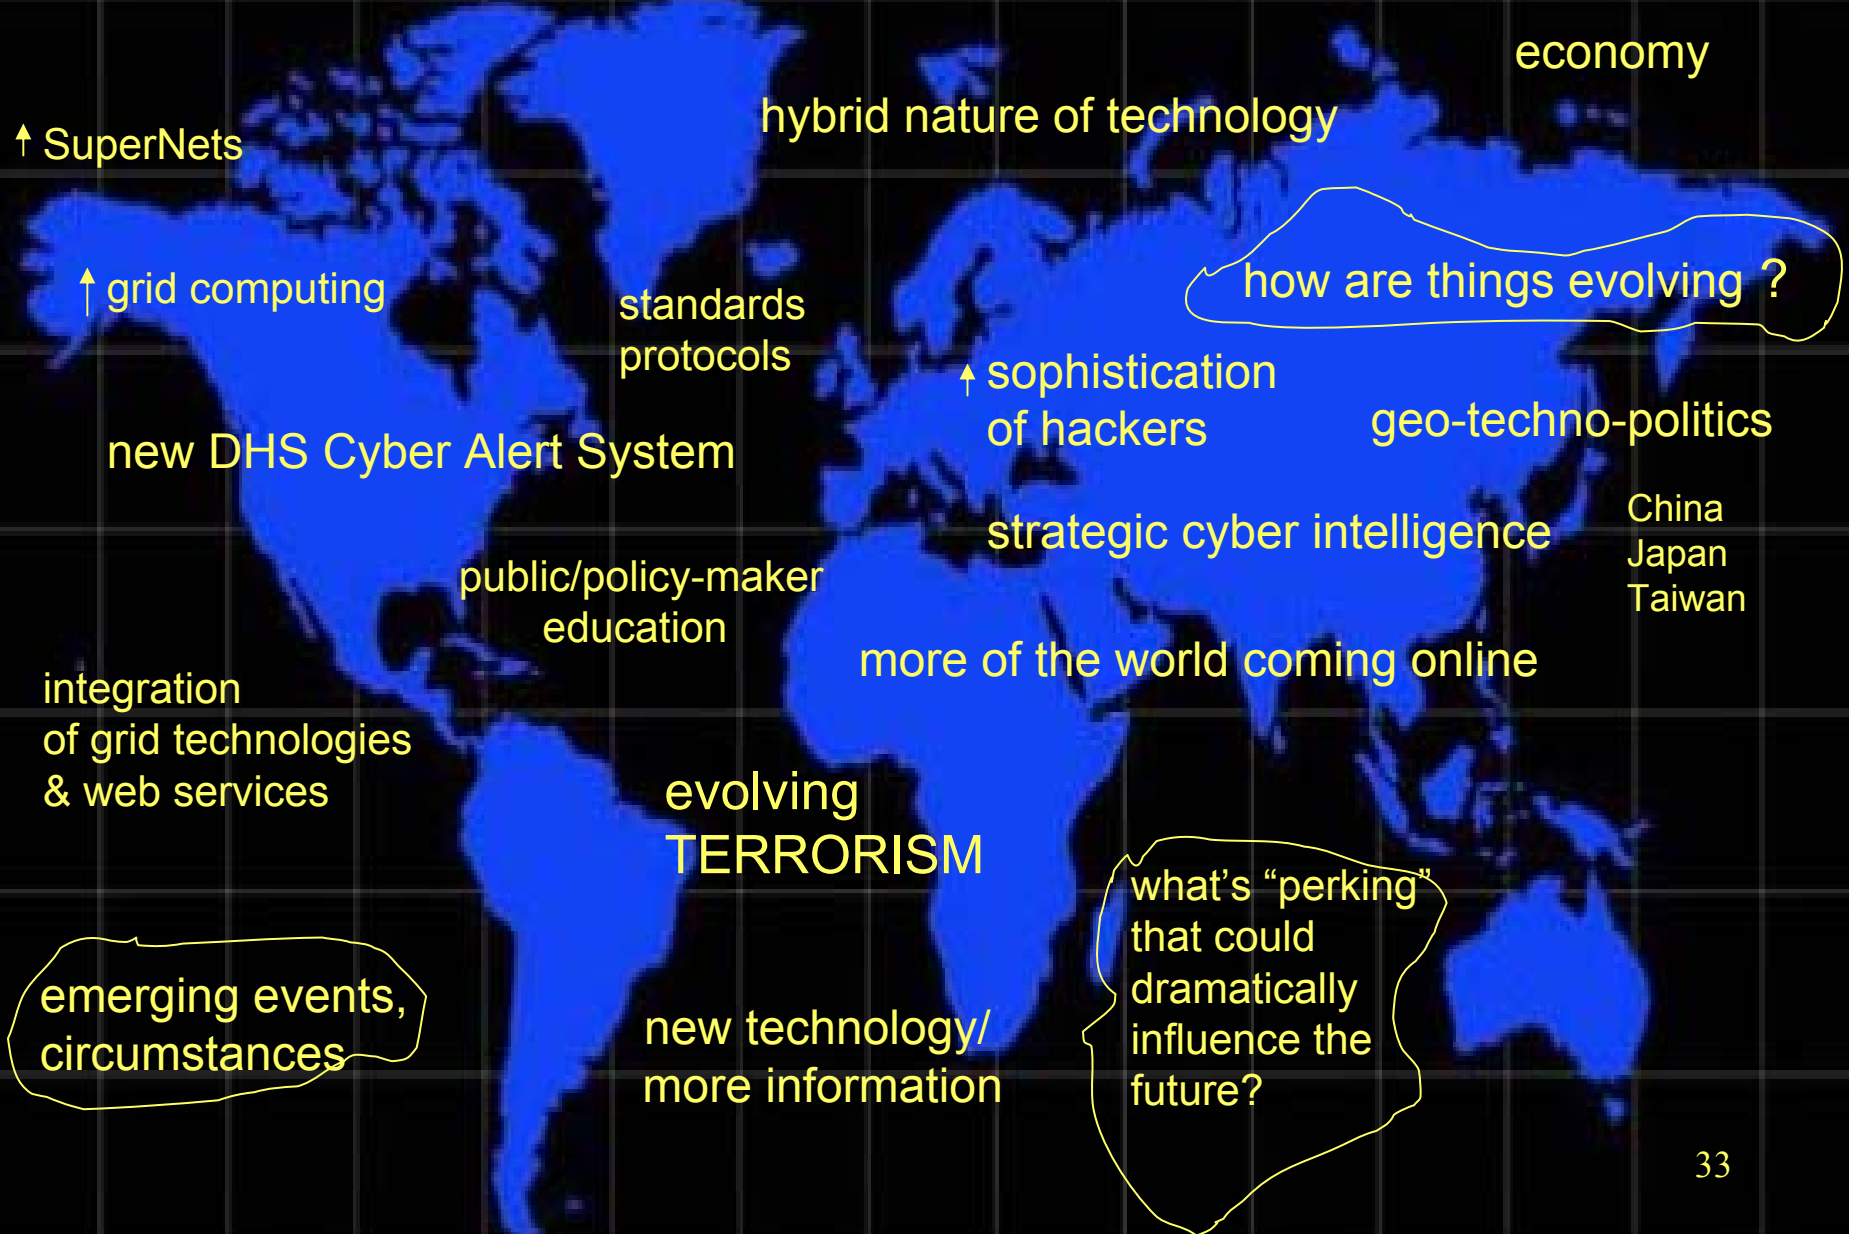 economy
hybrid nature of technology
↑ SuperNets
how are things evolving ?
↑ grid computing
standards
protocols
↑ sophistication
of hackers
geo-techno-politics
new DHS Cyber Alert System
China
Japan
Taiwan
strategic cyber intelligence
public/policy-maker
education
more of the world coming online
integration
of grid technologies
& web services
evolving
TERRORISM
what’s “perking”
that could
dramatically
influence the
future?
emerging events,
circumstances
new technology/
more information
33